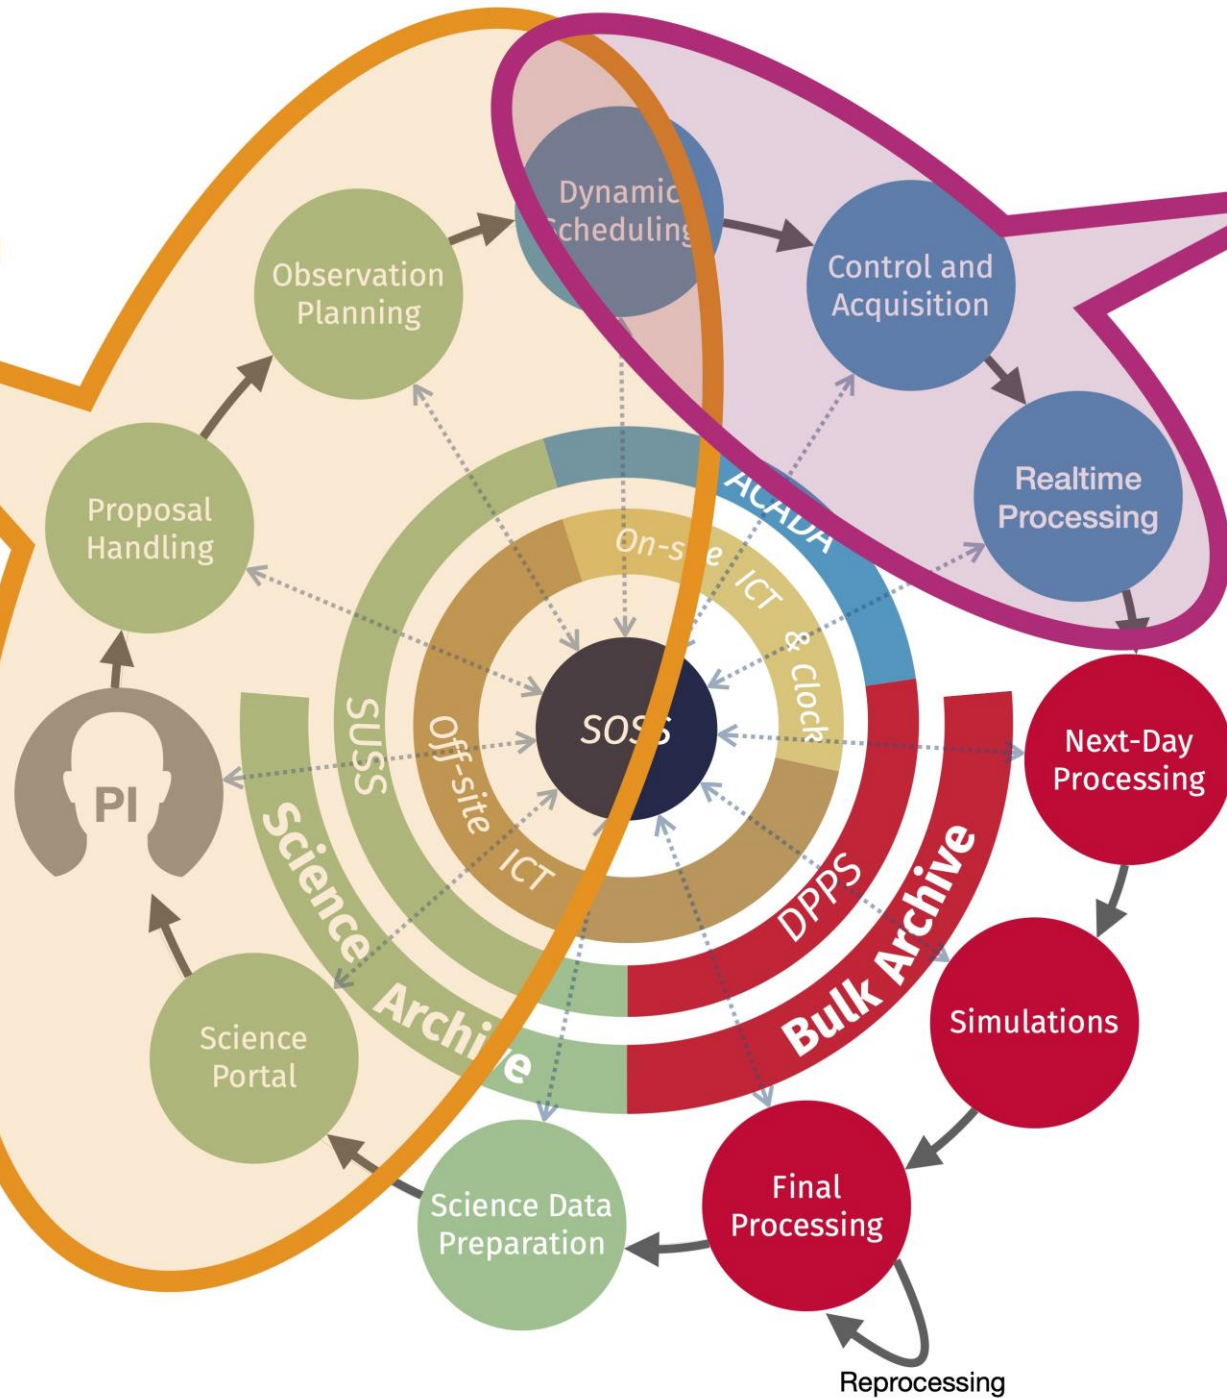 Dynamic
Scheduling
Observation
Planning
Control and
Acquisition
Proposal
Handling
Realtime
Processing
ACADA
On-site ICT & Clock
SUSS
Off-site ICT
SOSS
PI
Next-Day
Processing
Science Archive
DPPS
Bulk Archive
Science
Portal
Simulations
Science Data
Preparation
Final
Processing
Reprocessing